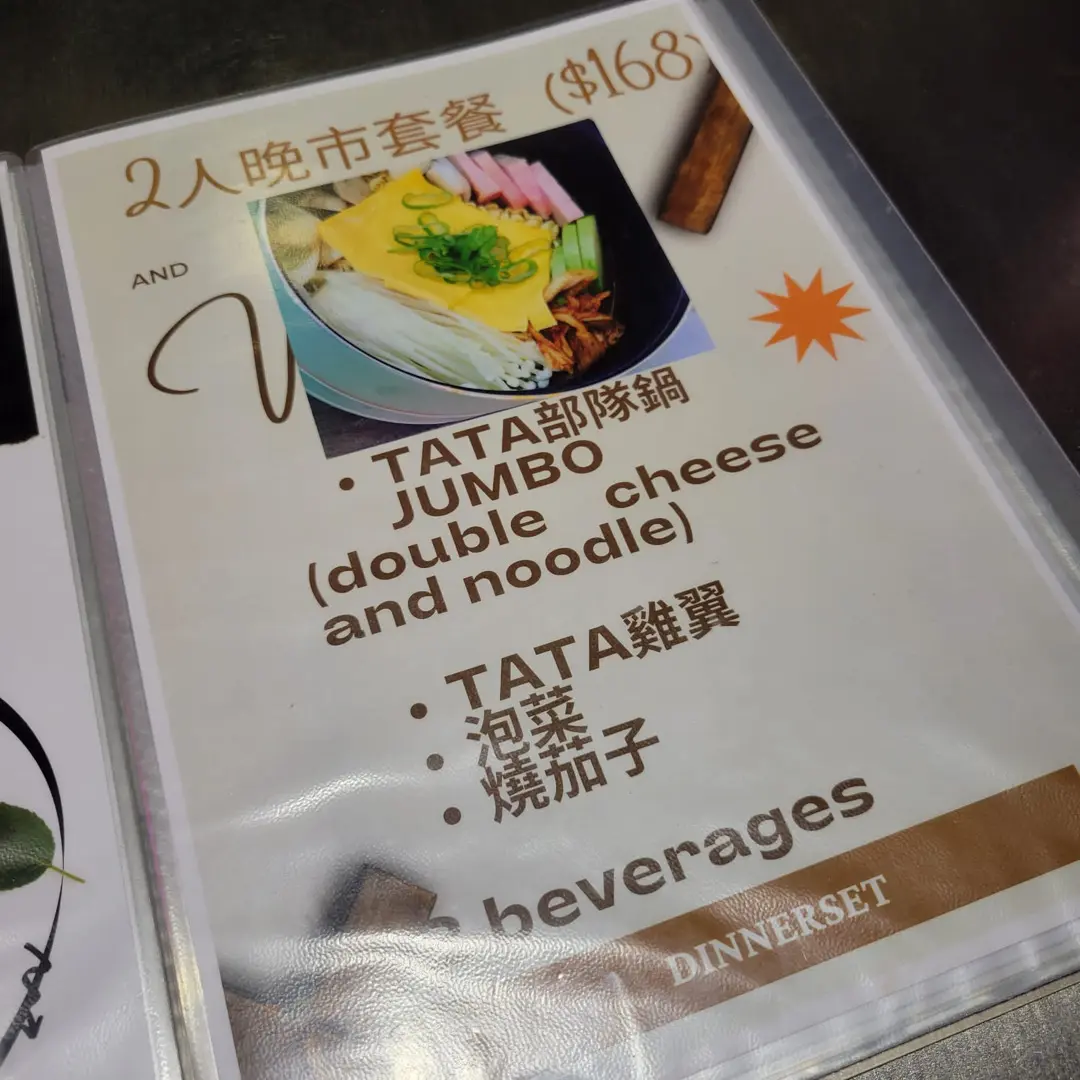 2人晚市套餐 ($168)
AND
• TATA部隊鍋
JUMBO
(double cheese
and noodle)
• TATA雞翼
• 泡菜
• 燒茄子
beverages
DINNERSET